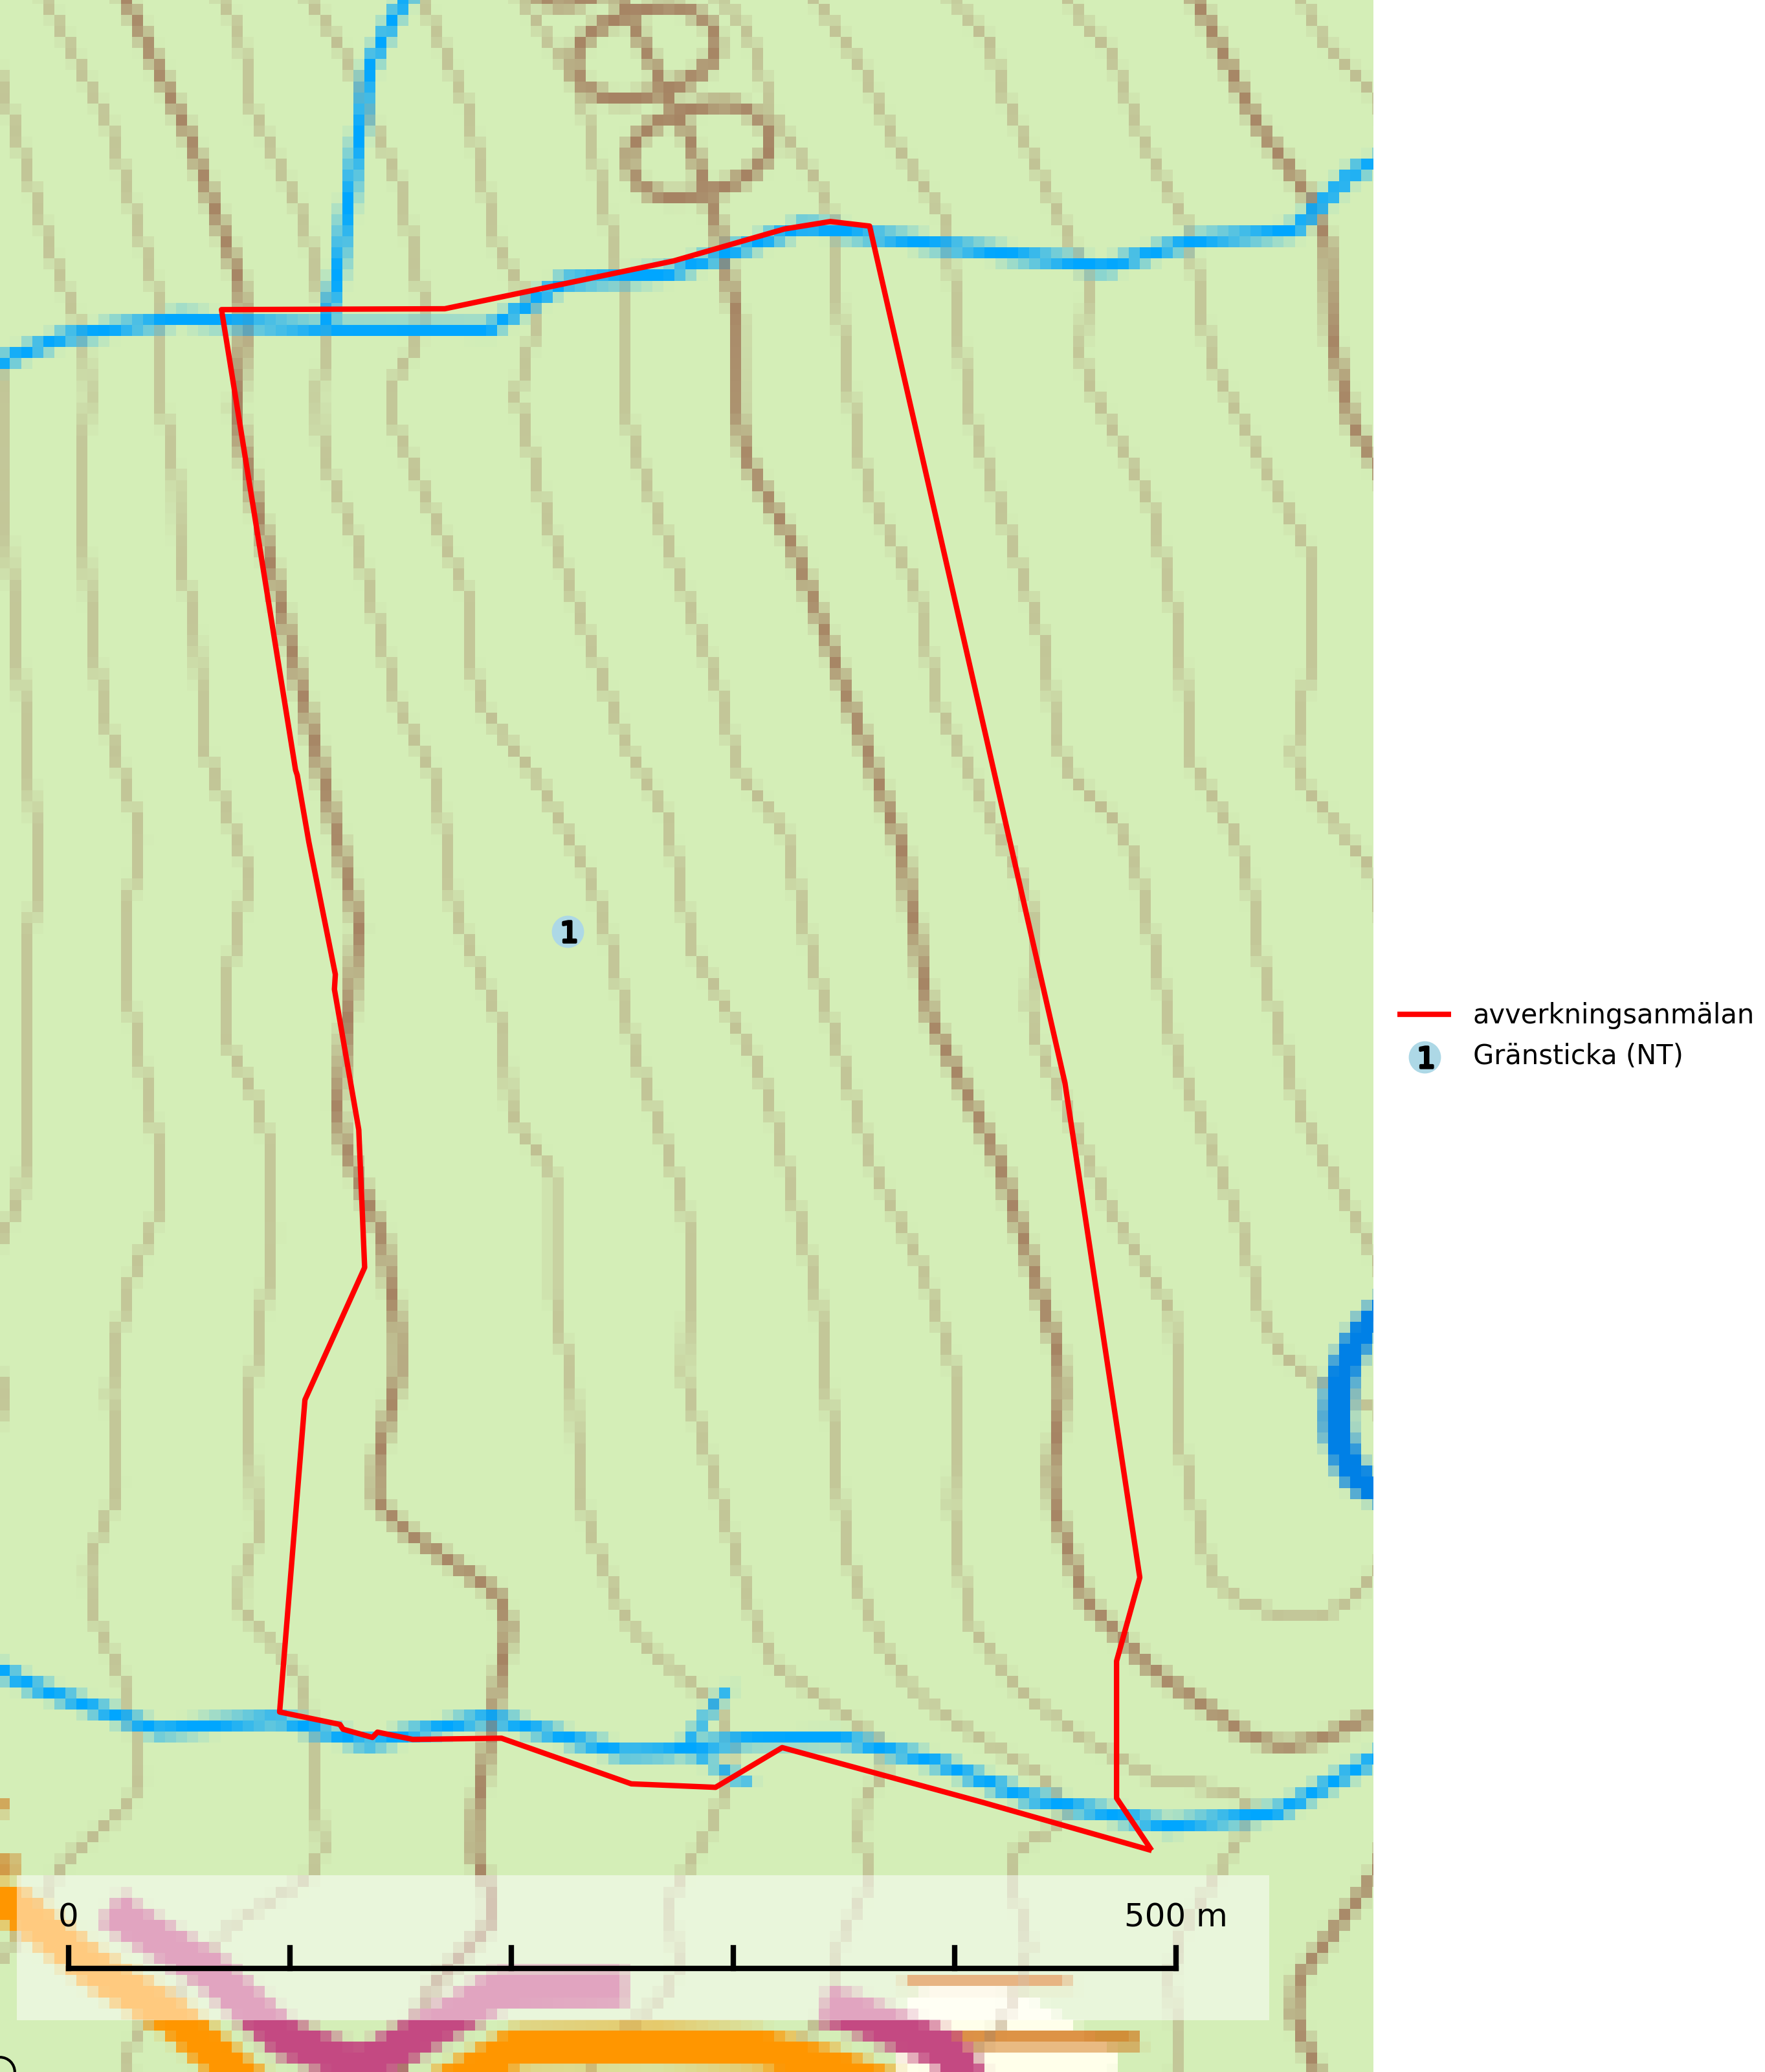 1
avverkningsanmälan
1 Gränsticka (NT)
0 500 m